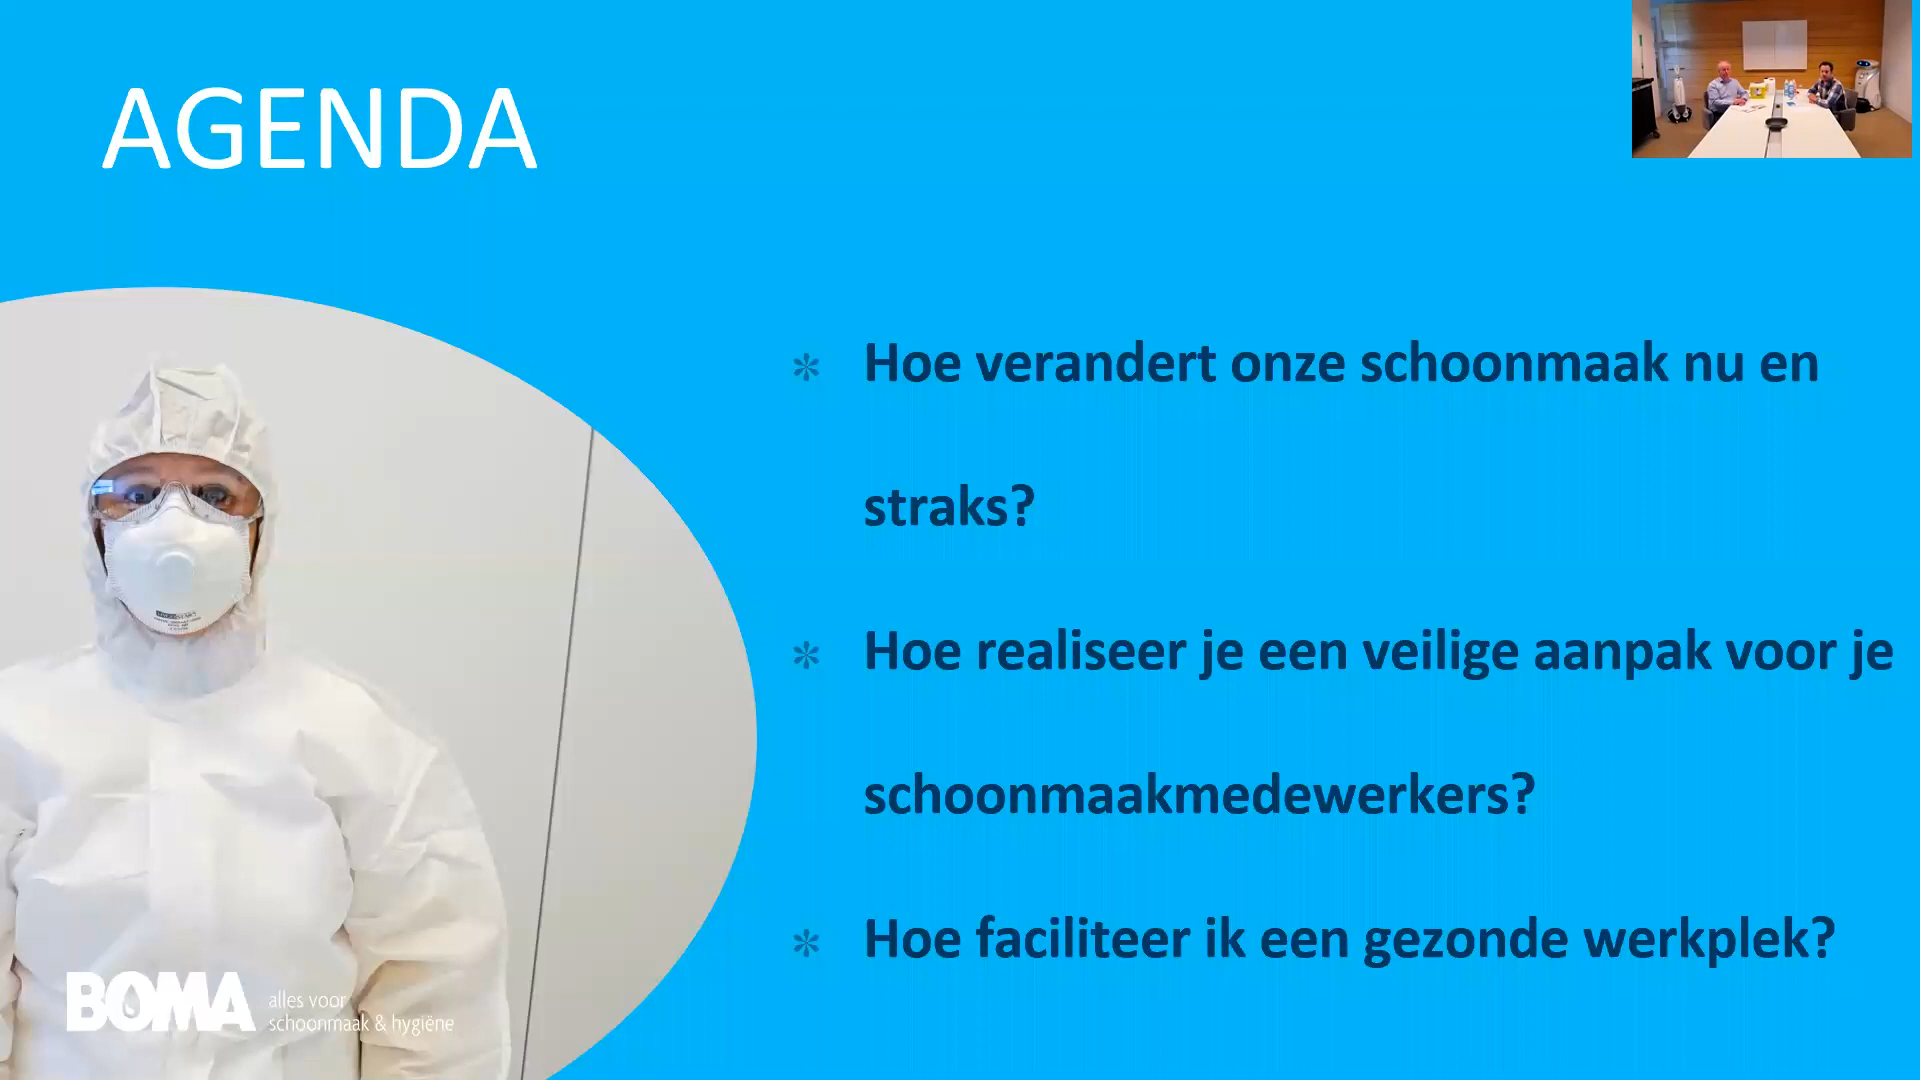 AGENDA
Hoe verandert onze schoonmaak nu en
straks?
Hoe realiseer je een veilige aanpak voor je
schoonmaakmedewerkers?
Hoe faciliteer ik een gezonde werkplek?
BOMA
alles voor
schoonmaak & hygiëne